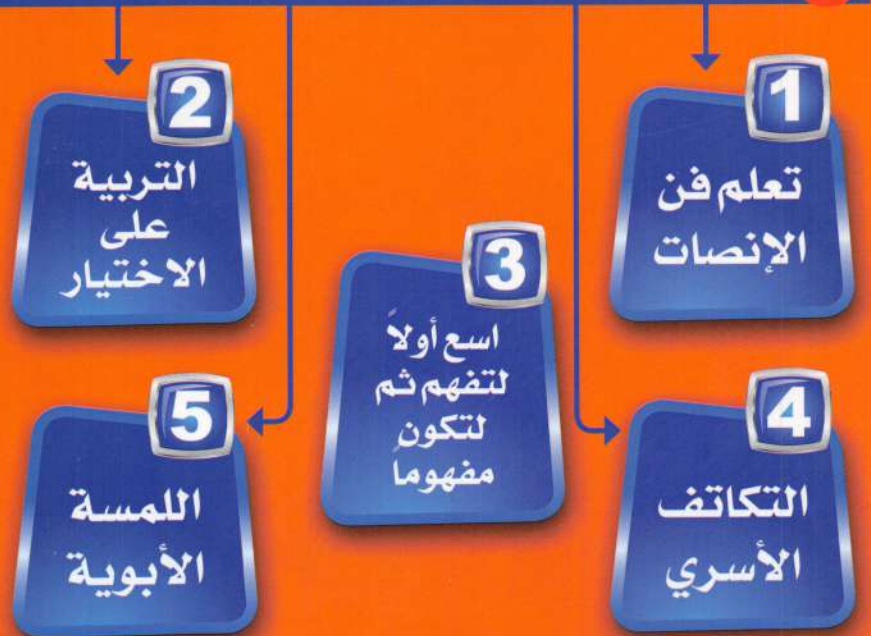 1
تعلم فن
الإنصات
2
التربية
على
الاختيار
3
اسع أولاً
لتفهم ثم
لتكون
مفهوماً
4
التكاتف
الأسري
5
اللمسة
الأبوية